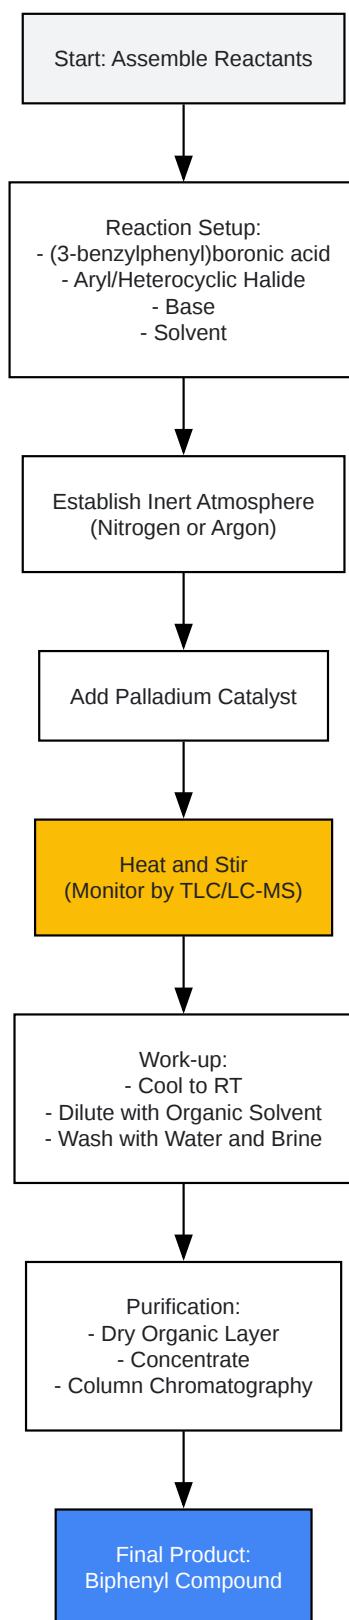 Start: Assemble Reactants
Reaction Setup:
- (3-benzylphenyl)boronic acid
- Aryl/Heterocyclic Halide
- Base
- Solvent
Establish Inert Atmosphere
(Nitrogen or Argon)
Add Palladium Catalyst
Heat and Stir
(Monitor by TLC/LC-MS)
Work-up:
- Cool to RT
- Dilute with Organic Solvent
- Wash with Water and Brine
Purification:
- Dry Organic Layer
- Concentrate
- Column Chromatography
Final Product:
Biphenyl Compound